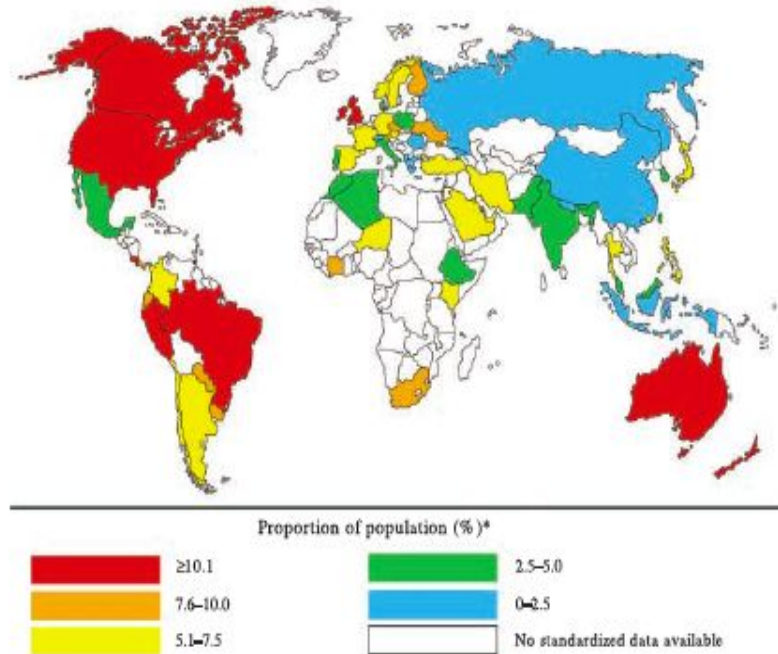 Proportion of population (%)*
≥10.1
2.5–5.0
7.6–10.0
0–2.5
5.1–7.5
No standardized data available